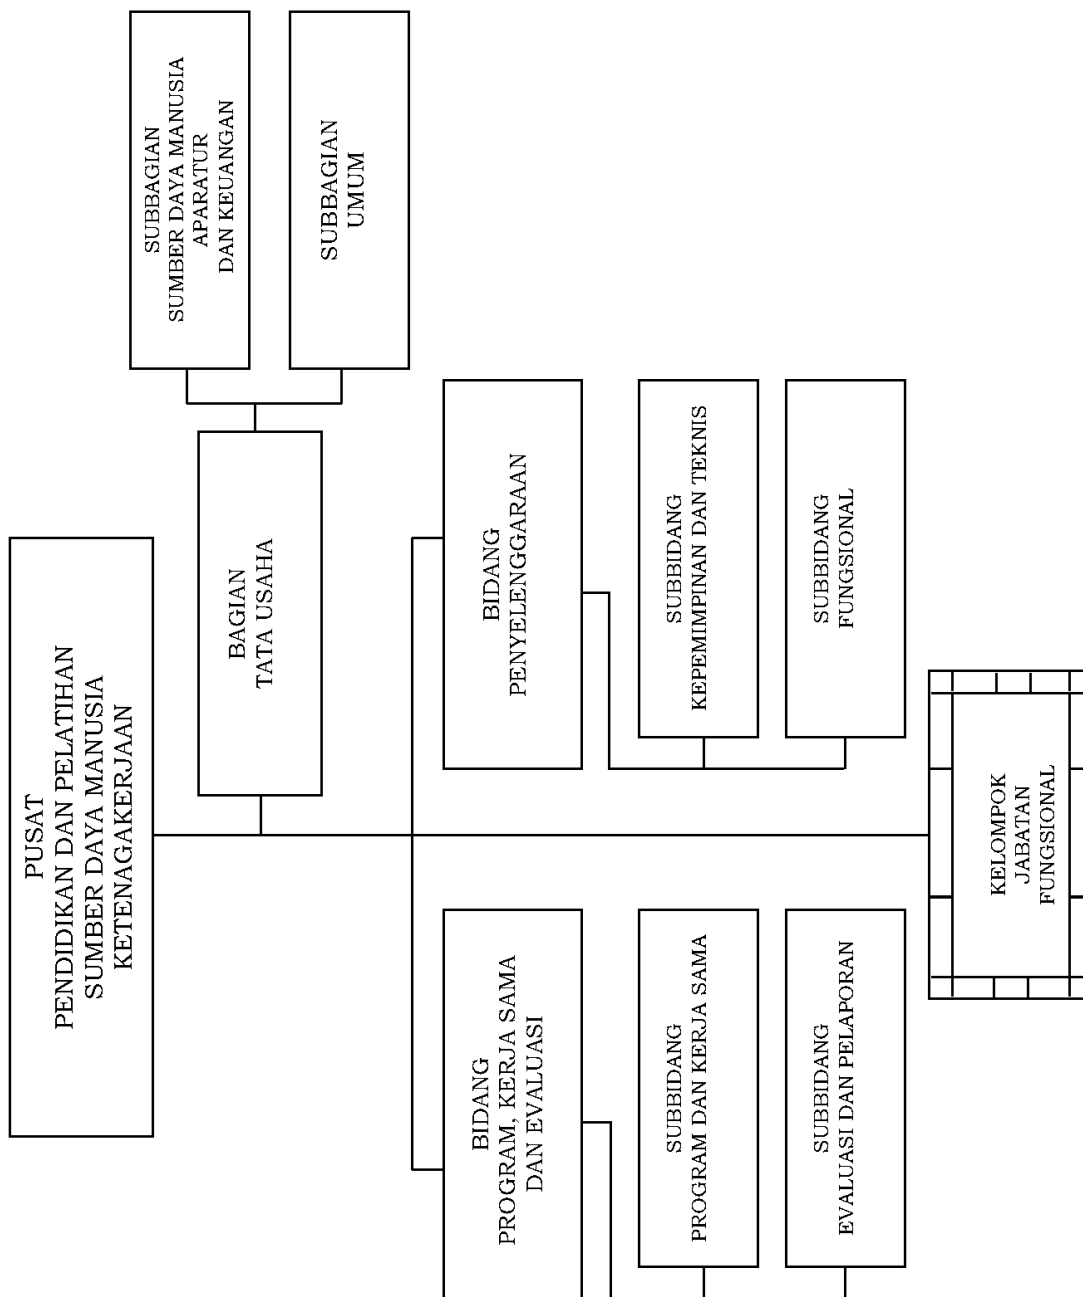 PUSAT
PENDIDIKAN DAN PELATIHAN
SUMBER DAYA MANUSIA
KETENAGAKERJAAN
BAGIAN
TATA USAHA
SUBBAGIAN
SUMBER DAYA MANUSIA
APARATUR
DAN KEUANGAN
SUBBAGIAN
UMUM
BIDANG
PROGRAM, KERJA SAMA
DAN EVALUASI
BIDANG
PENYELENGGARAAN
SUBBIDANG
PROGRAM DAN KERJA SAMA
SUBBIDANG
KEPEMIMPINAN DAN TEKNIS
SUBBIDANG
EVALUASI DAN PELAPORAN
SUBBIDANG
FUNGSIONAL
KELOMPOK
JABATAN
FUNGSIONAL